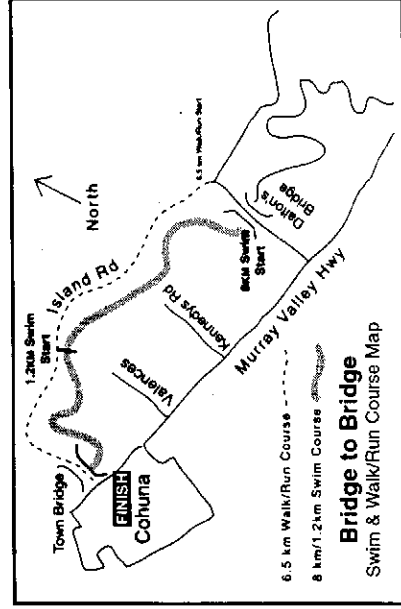 North
6.5 km Walk/Run Start
Island Rd
1.2KM Swim
Start
8KM Swim
Start
Dalton's
Bridge
Kennedys Rd
Valences
Murray Valley Hwy
Town Bridge
FINISH
Cohuna
6.5 km Walk/Run Course
8 km/1.2km Swim Course
Bridge to Bridge
Swim & Walk/Run Course Map